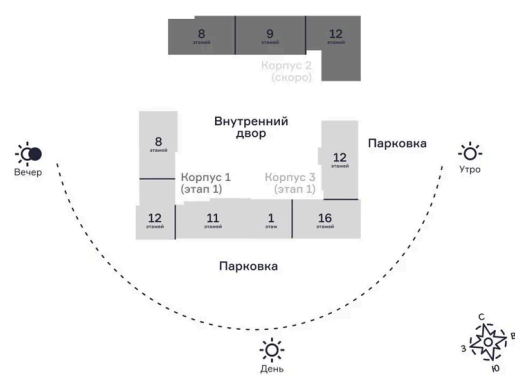 8
этажей
9
этажей
12
этажей
Корпус 2
(скоро)
Внутренний
двор
8
этажей
12
этажей
Парковка
Вечер
Утро
Корпус 1
(этап 1)
Корпус 3
(этап 1)
12
этажей
11
этажей
1
этаж
16
этажей
Парковка
День
С
В
З
Ю